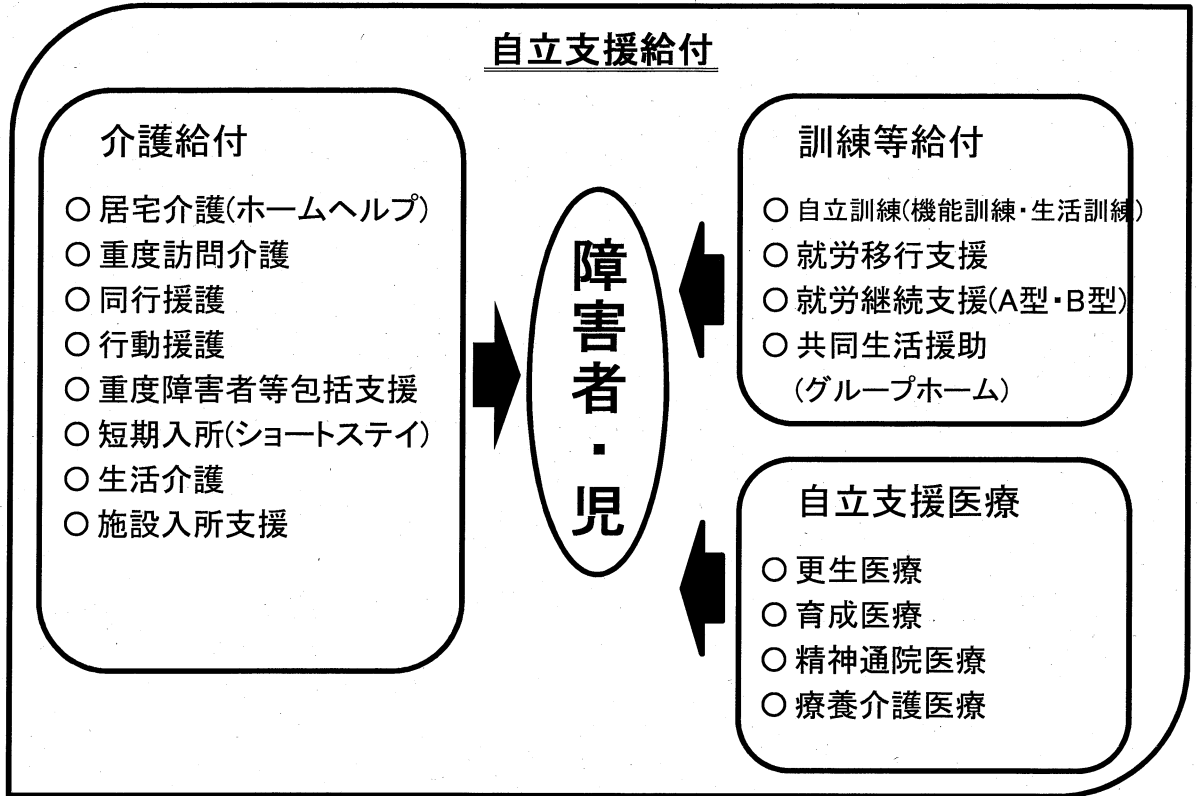 自立支援給付
介護給付
○ 居宅介護(ホームヘルプ)
○ 重度訪問介護
○ 同行援護
○ 行動援護
○ 重度障害者等包括支援
○ 短期入所(ショートステイ)
○ 生活介護
○ 施設入所支援
障害者・児
訓練等給付
○ 自立訓練(機能訓練・生活訓練)
○ 就労移行支援
○ 就労継続支援(A型・B型)
○ 共同生活援助
(グループホーム)
自立支援医療
○ 更生医療
○ 育成医療
○ 精神通院医療
○ 療養介護医療